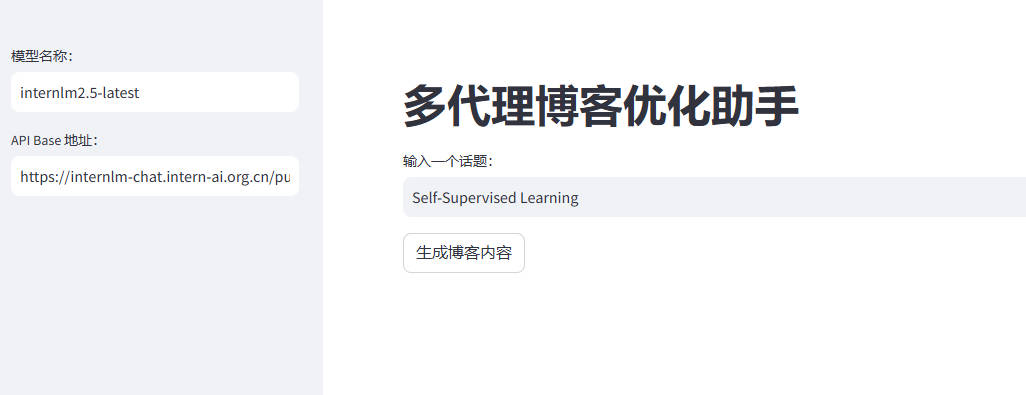 模型名称：
internlm2.5-latest
API Base 地址：
https://internlm-chat.intern-ai.org.cn/pu
多代理博客优化助手
输入一个话题：
Self-Supervised Learning
生成博客内容